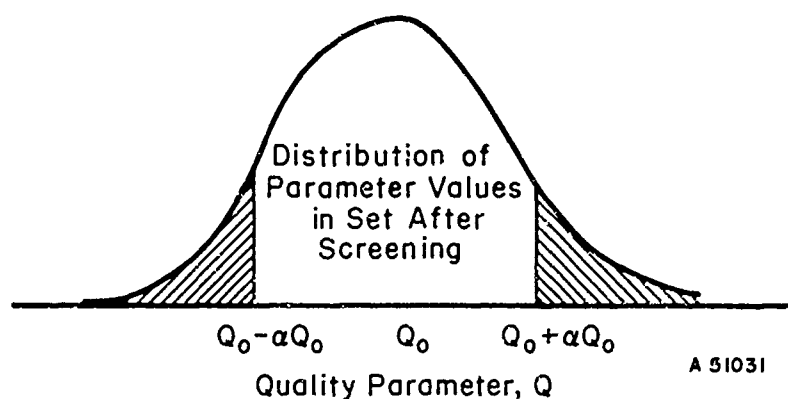 Distribution of
Parameter Values
in Set After
Screening
Q₀-αQ₀ Q₀ Q₀+αQ₀
A 51031
Quality Parameter, Q